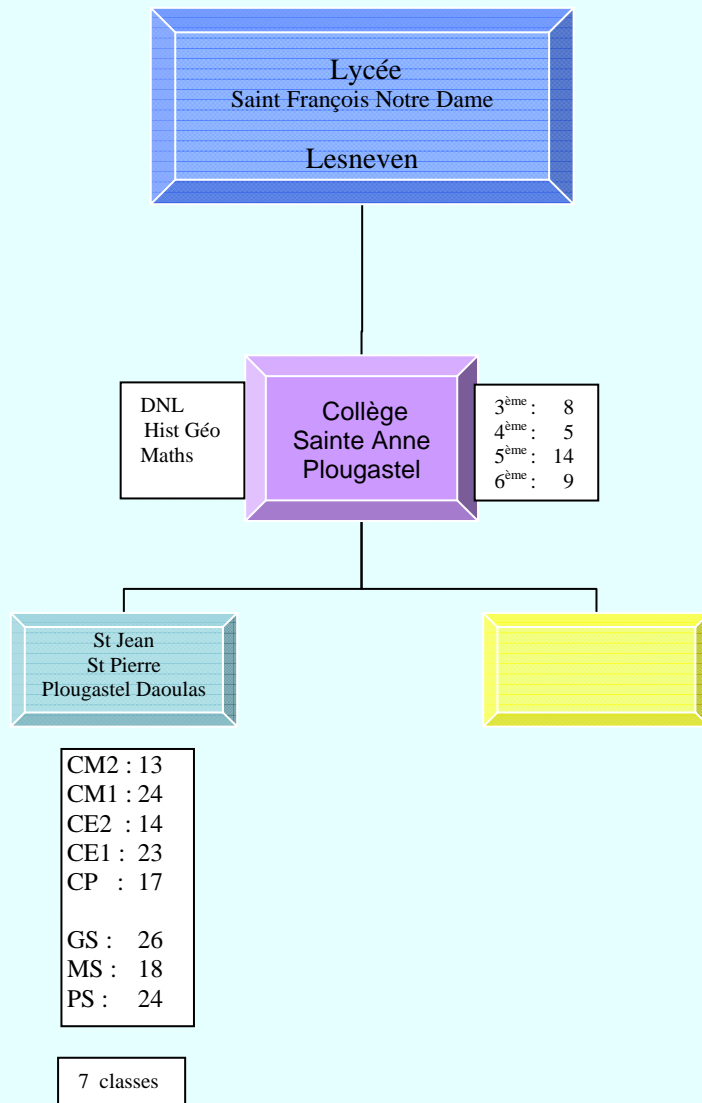 Lycée
Saint François Notre Dame
Lesneven
DNL
Hist Géo
Maths
Collège
Sainte Anne
Plougastel
3ème : 8
4ème : 5
5ème : 14
6ème : 9
St Jean
St Pierre
Plougastel Daoulas
CM2 : 13
CM1 : 24
CE2 : 14
CE1 : 23
CP : 17
GS : 26
MS : 18
PS : 24
7 classes